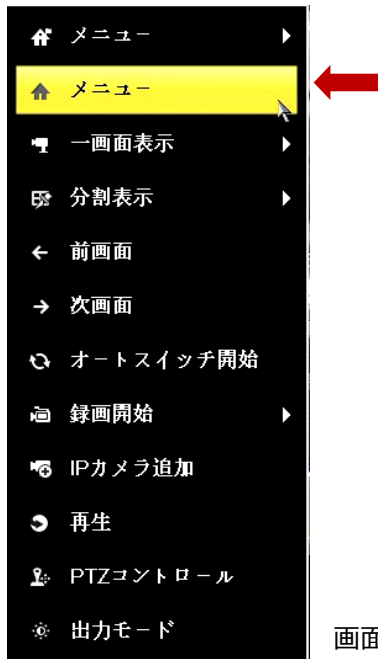 メニュー
メニュー
一画面表示
分割表示
前画面
次画面
オートスイッチ開始
録画開始
IPカメラ追加
再生
PTZコントロール
出力モード
画面